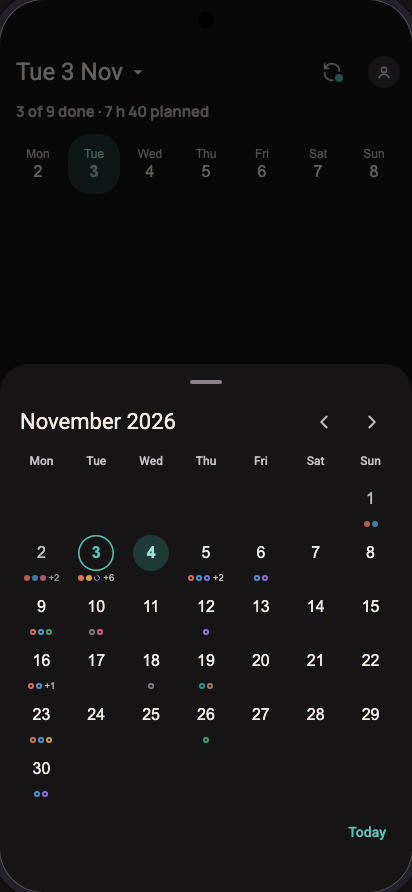 Tue 3 Nov
3 of 9 done · 7 h 40 planned
Mon Tue Wed Thu Fri Sat Sun
2 3 4 5 6 7 8
November 2026
Mon Tue Wed Thu Fri Sat Sun
1
2 3 4 5 6 7 8
+2 +6 +2
9 10 11 12 13 14 15
16 17 18 19 20 21 22
+1
23 24 25 26 27 28 29
30
Today